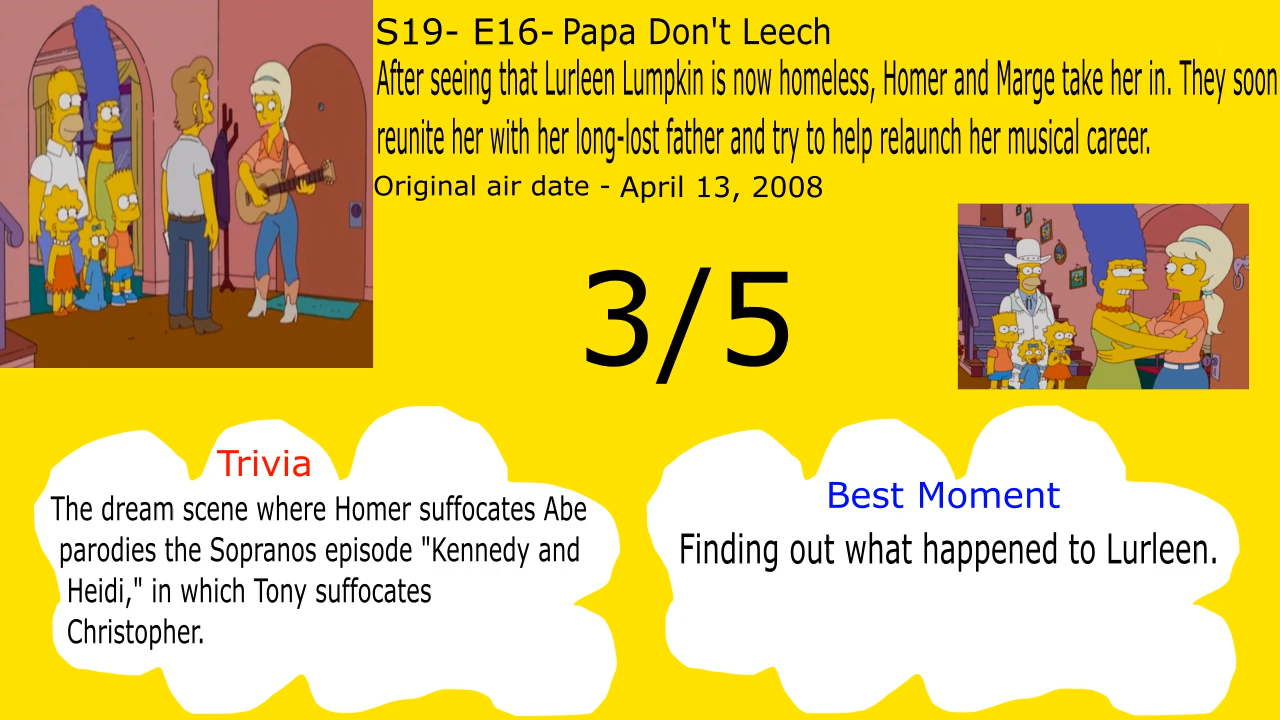 S19- E16- Papa Don't Leech
After seeing that Lurleen Lumpkin is now homeless, Homer and Marge take her in. They soon
reunite her with her long-lost father and try to help relaunch her musical career.
Original air date - April 13, 2008
3/5
Trivia
The dream scene where Homer suffocates Abe
parodies the Sopranos episode "Kennedy and
Heidi," in which Tony suffocates
Christopher.
Best Moment
Finding out what happened to Lurleen.